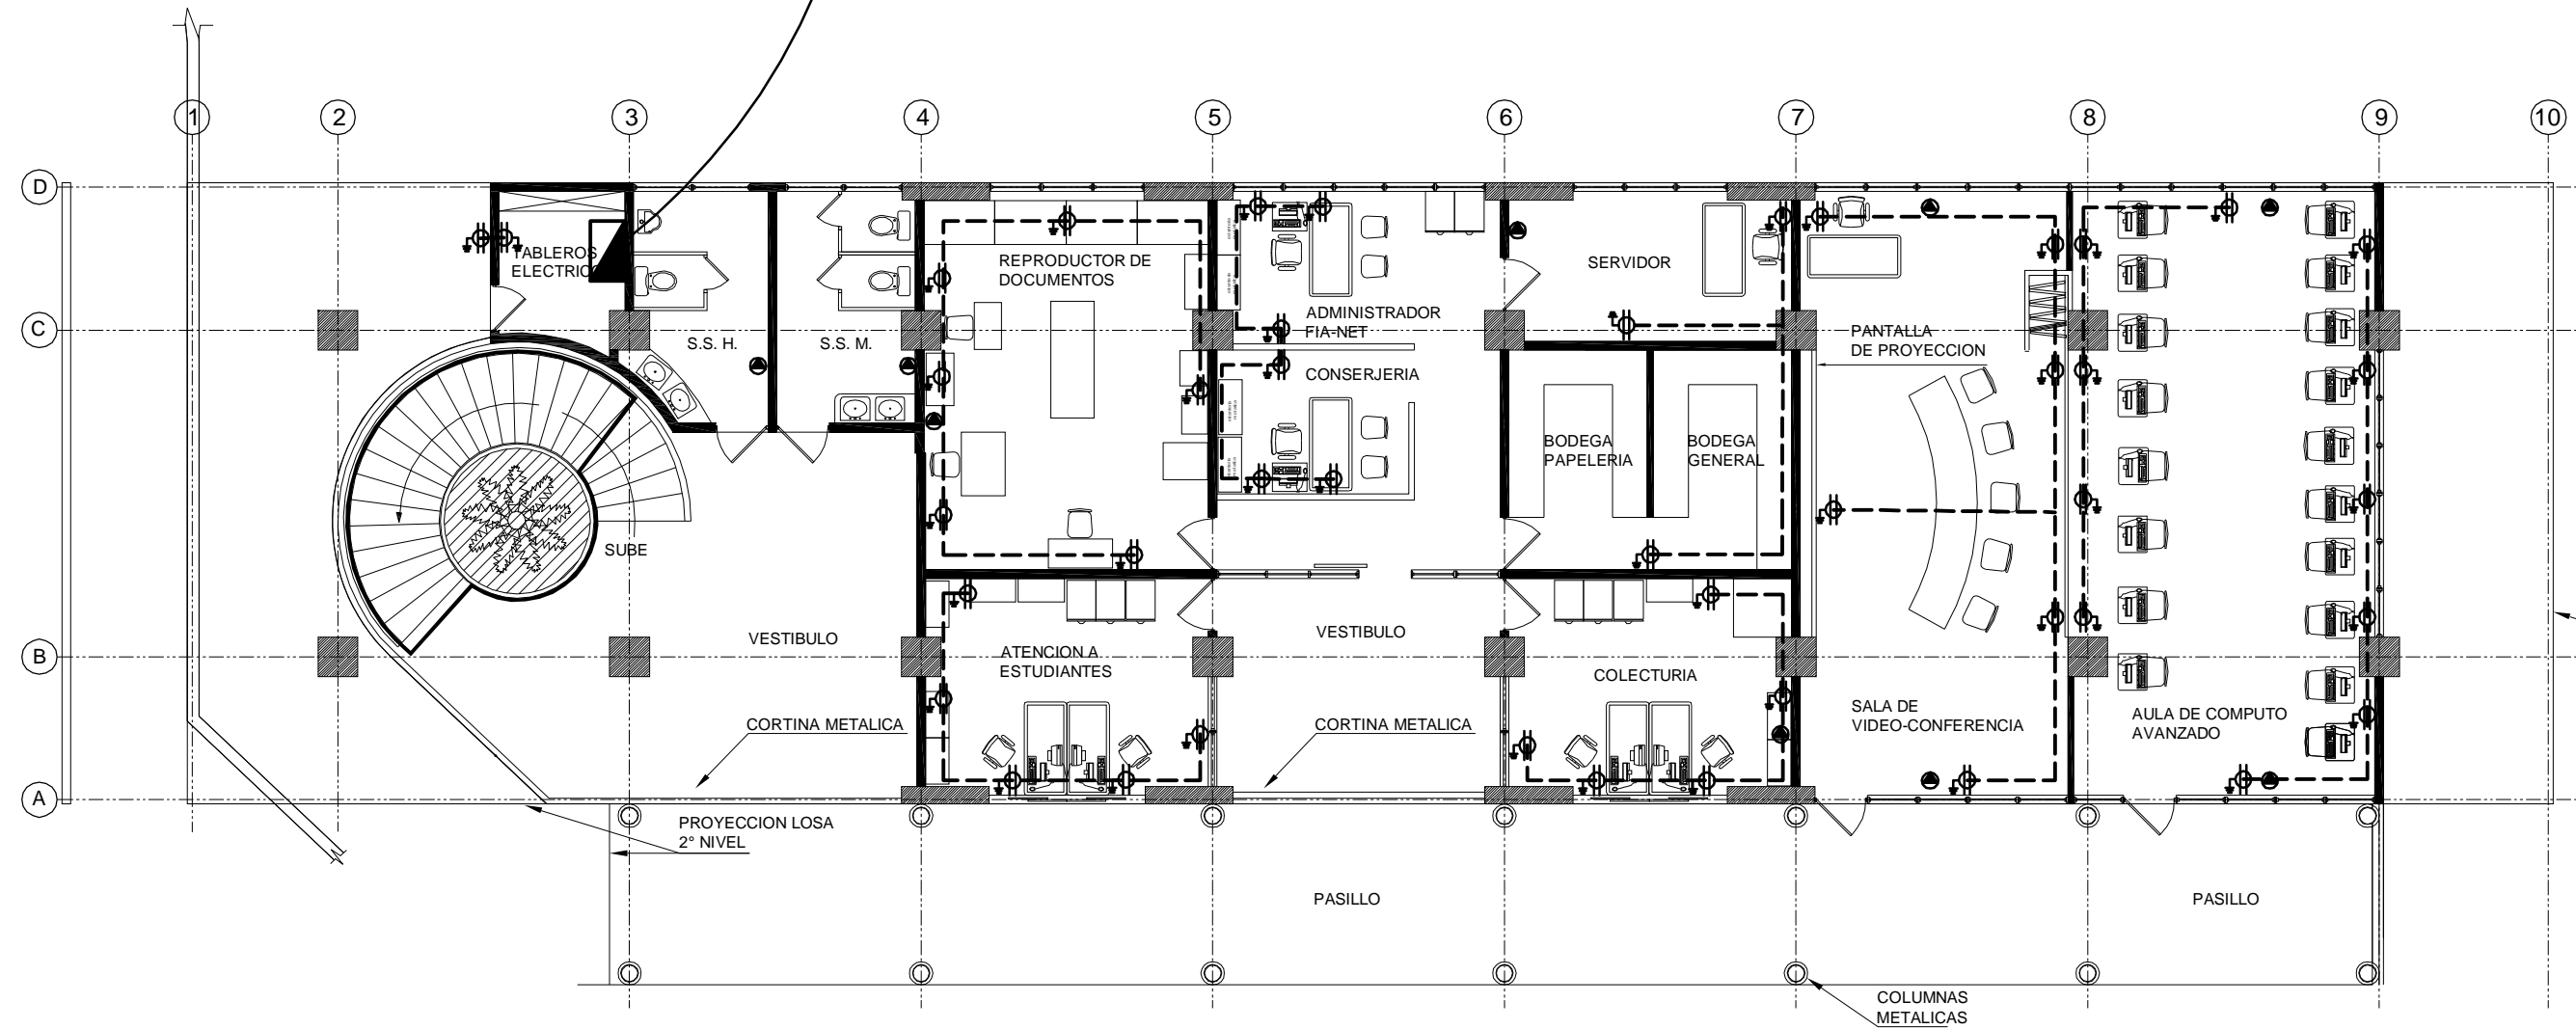 1
2
3
4
5
6
7
8
9
10
D
C
B
A
TABLEROS
ELECTRIC
S.S. H.
S.S. M.
REPRODUCTOR DE
DOCUMENTOS
ADMINISTRADOR
FIA-NET
CONSERJERIA
SERVIDOR
PANTALLA
DE PROYECCION
BODEGA
PAPELERIA
BODEGA
GENERAL
SUBE
VESTIBULO
ATENCION A
ESTUDIANTES
VESTIBULO
COLECTURIA
SALA DE
VIDEO-CONFERENCIA
AULA DE COMPUTO
AVANZADO
CORTINA METALICA
CORTINA METALICA
PROYECCION LOSA
2° NIVEL
PASILLO
PASILLO
COLUMNAS
METALICAS